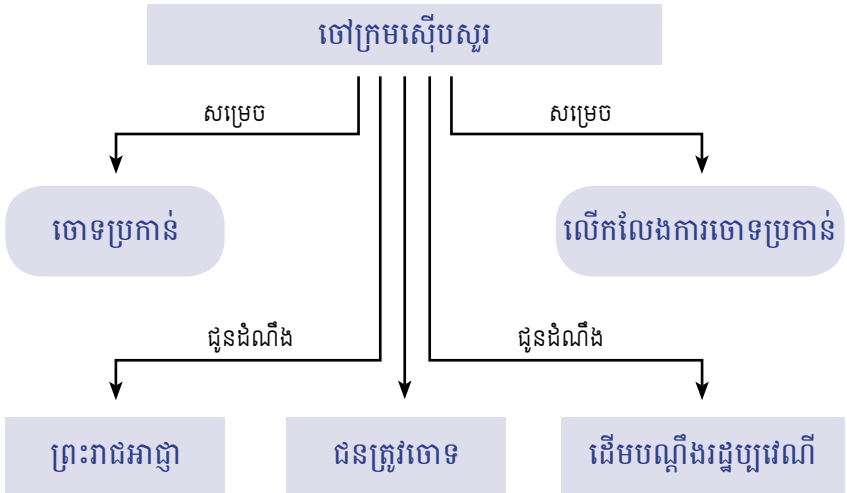 ចៅក្រមស៊ើបសួរ
សម្រេច
សម្រេច
ចោទប្រកាន់
លើកលែងការចោទប្រកាន់
ជូនដំណឹង
ជូនដំណឹង
ព្រះរាជអាជ្ញា
ជនត្រូវចោទ
ដើមបណ្តឹងរដ្ឋប្បវេណី